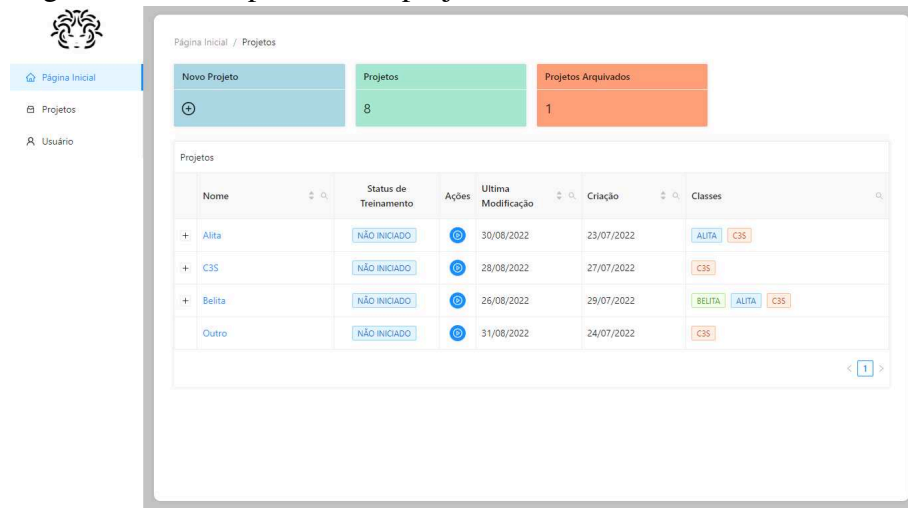 Página Inicial / Projetos
Página Inicial
Projetos
Usuário
Novo Projeto
Projetos
8
Projetos Arquivados
1
Projetos
Nome Status de Treinamento Ações Ultima Modificação Criação Classes
+ Alita NÃO INICIADO 30/08/2022 23/07/2022 ALITA C3S
+ C3S NÃO INICIADO 28/08/2022 27/07/2022 C3S
+ Belita NÃO INICIADO 26/08/2022 29/07/2022 BELITA ALITA C3S
Outro NÃO INICIADO 31/08/2022 24/07/2022 C3S
< 1 >